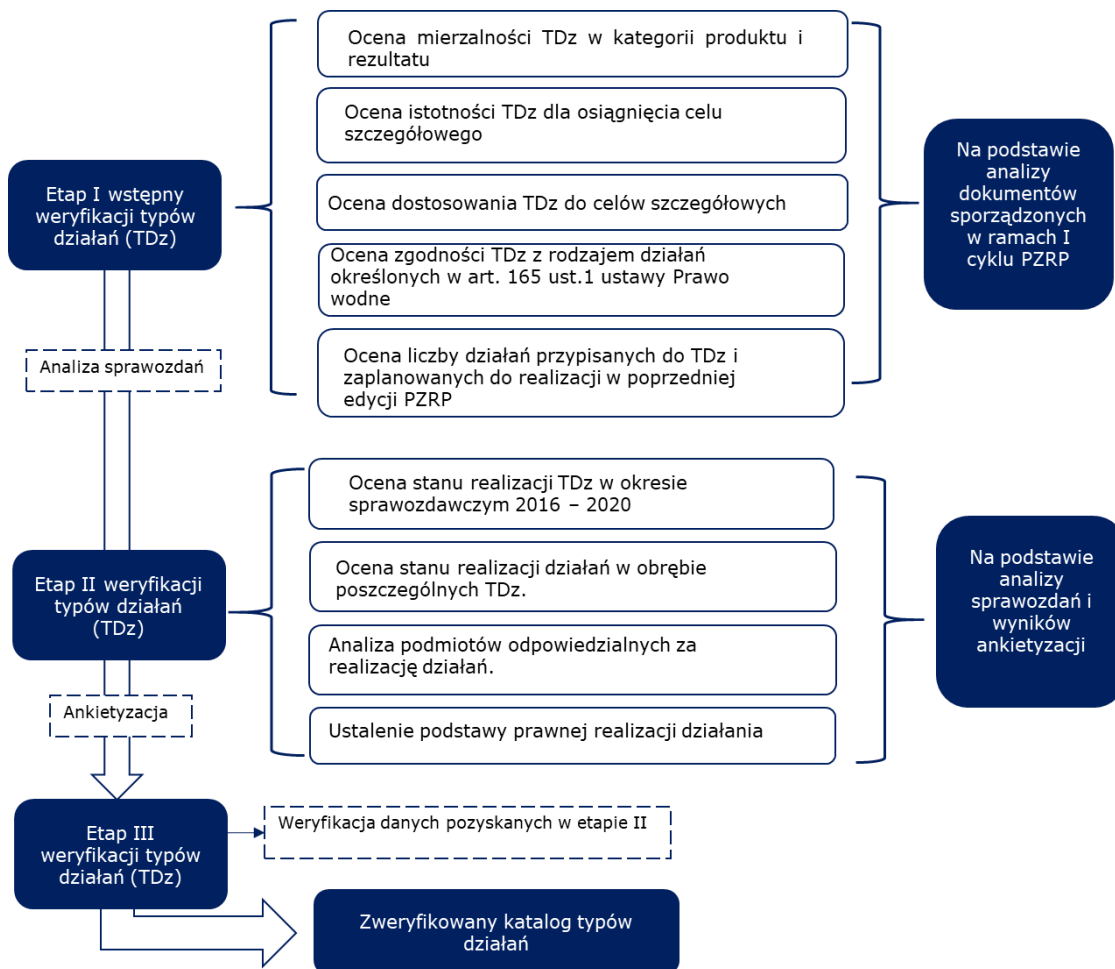 Etap I wstępny
weryfikacji typów
działań (TDz)
Ocena mierzalności TDz w kategorii produktu i
rezultatu
Ocena istotności TDz dla osiągnięcia celu
szczegółowego
Ocena dostosowania TDz do celów szczegółowych
Ocena zgodności TDz z rodzajem działań
określonych w art. 165 ust.1 ustawy Prawo
wodne
Ocena liczby działań przypisanych do TDz i
zaplanowanych do realizacji w poprzedniej
edycji PZRP
Na podstawie
analizy
dokumentów
sporządzonych
w ramach I
cyklu PZRP
Analiza sprawozdań
Etap II weryfikacji
typów działań
(TDz)
Ocena stanu realizacji TDz w okresie
sprawozdawczym 2016 – 2020
Ocena stanu realizacji działań w obrębie
poszczególnych TDz.
Analiza podmiotów odpowiedzialnych za
realizację działań.
Ustalenie podstawy prawnej realizacji działania
Na podstawie
analizy
sprawozdań i
wyników
ankietyzacji
Ankietyzacja
Etap III
weryfikacji typów
działań (TDz)
Weryfikacja danych pozyskanych w etapie II
Zweryfikowany katalog typów
działań